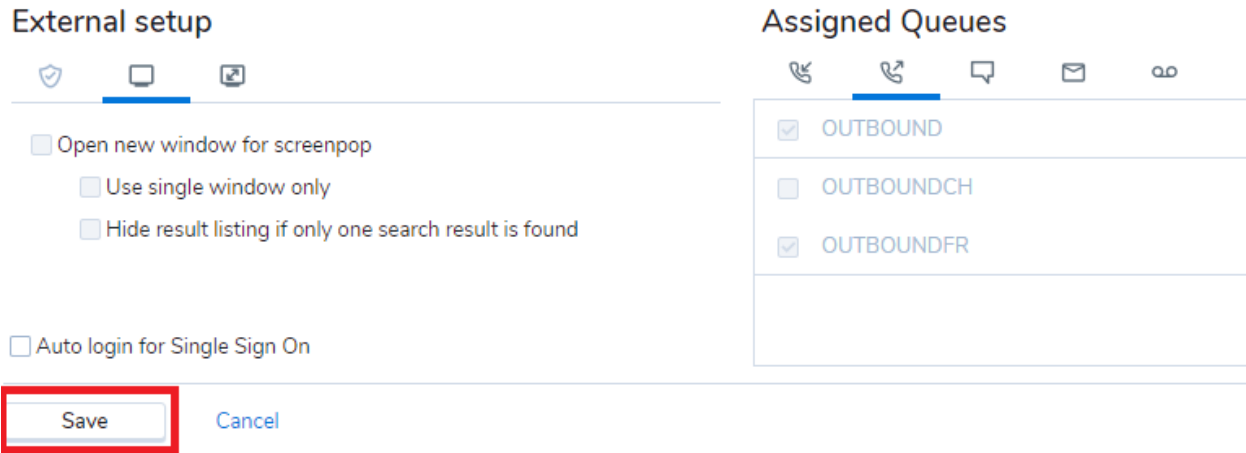 External setup
Open new window for screenpop
Use single window only
Hide result listing if only one search result is found
Auto login for Single Sign On
Assigned Queues
OUTBOUND
OUTBOUNDCH
OUTBOUNDFR
Save
Cancel